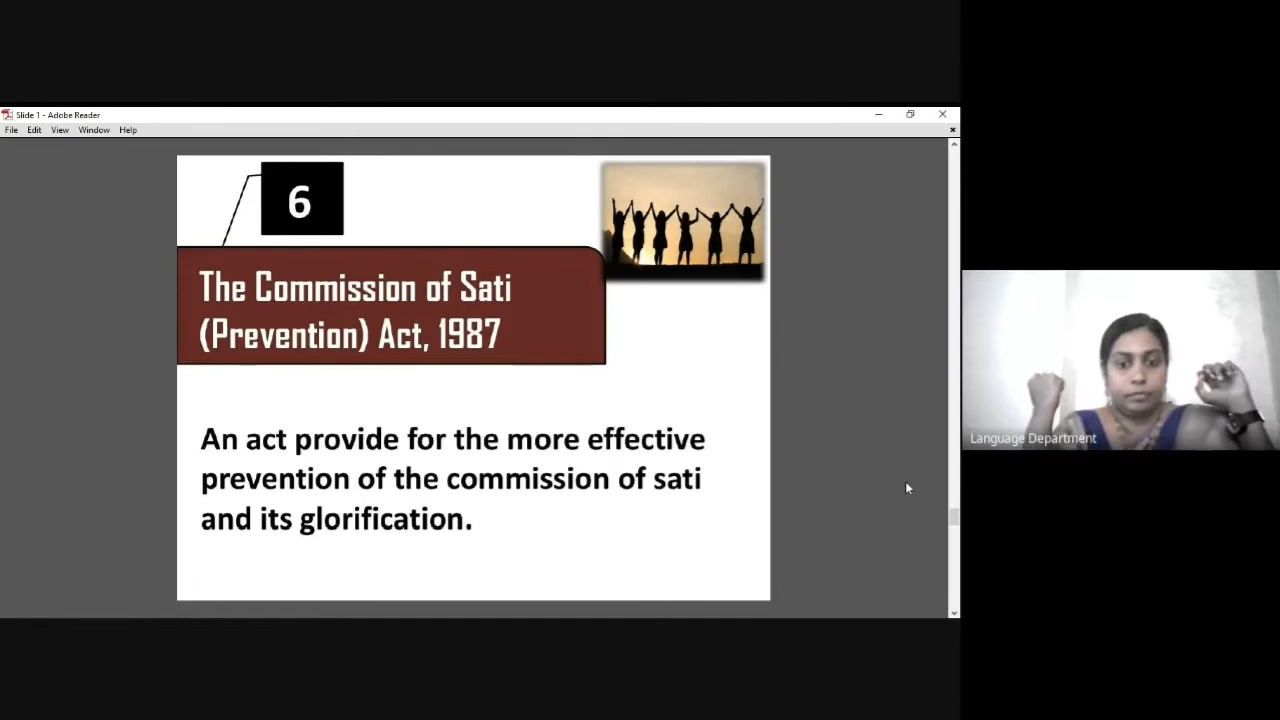 Slide 1 - Adobe Reader
File Edit View Window Help
6
The Commission of Sati
(Prevention) Act, 1987
An act provide for the more effective
prevention of the commission of sati
and its glorification.
Language Department